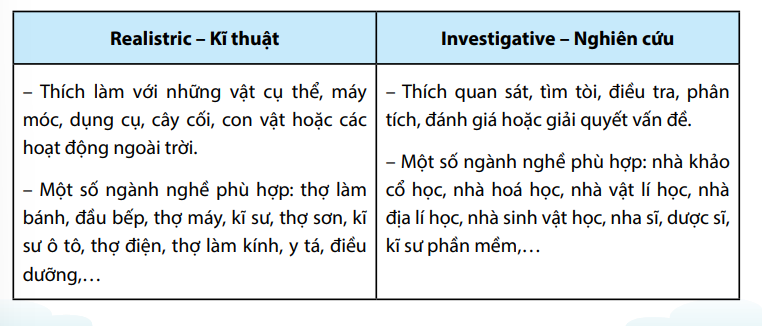 Realistric – Kĩ thuật
– Thích làm với những vật cụ thể, máy
móc, dụng cụ, cây cối, con vật hoặc các
hoạt động ngoài trời.
– Một số ngành nghề phù hợp: thợ làm
bánh, đầu bếp, thợ máy, kĩ sư, thợ sơn, kĩ
sư ô tô, thợ điện, thợ làm kính, y tá, điều
dưỡng,…
Investigative – Nghiên cứu
– Thích quan sát, tìm tòi, điều tra, phân
tích, đánh giá hoặc giải quyết vấn đề.
– Một số ngành nghề phù hợp: nhà khảo
cổ học, nhà hoá học, nhà vật lí học, nhà
địa lí học, nhà sinh vật học, nha sĩ, dược sĩ,
kĩ sư phần mềm,…